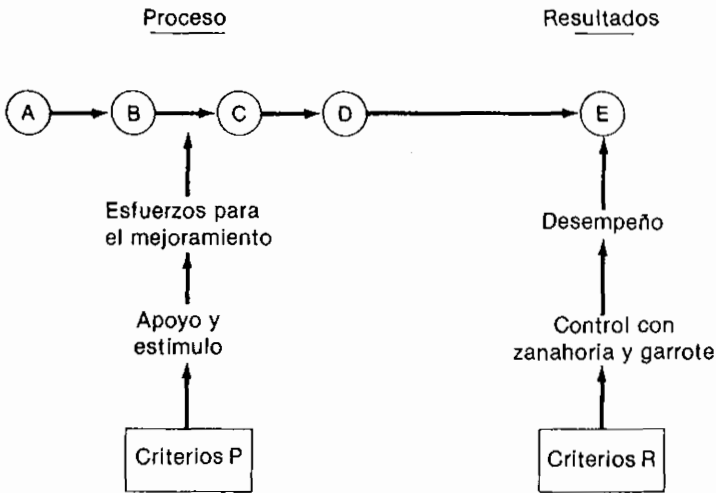 Proceso
Resultados
A
B
C
D
E
Esfuerzos para
el mejoramiento
Desempeño
Apoyo y
estímulo
Control con
zanahoria y garrote
Criterios P
Criterios R